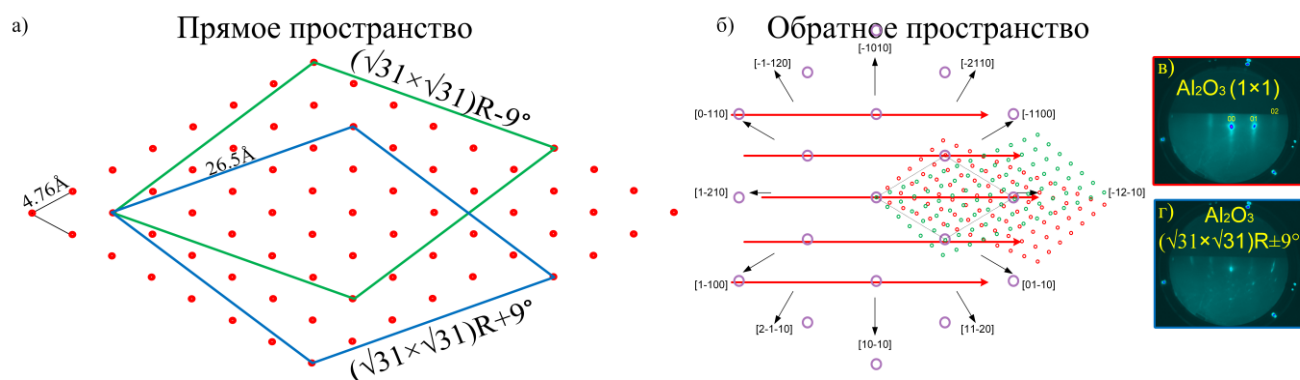 а)
Прямое пространство
(√31×√31)R-9°
26.5Å
4.76Å
(√31×√31)R+9°
б)
Обратное пространство
[-1010]
[-1-120]
[-2110]
[0-110]
[-1100]
[1-210]
[-12-10]
[1-100]
[01-10]
[2-1-10]
[11-20]
[10-10]
в)
Al₂O₃ (1×1)
00
01
02
г)
Al₂O₃
(√31×√31)R±9°